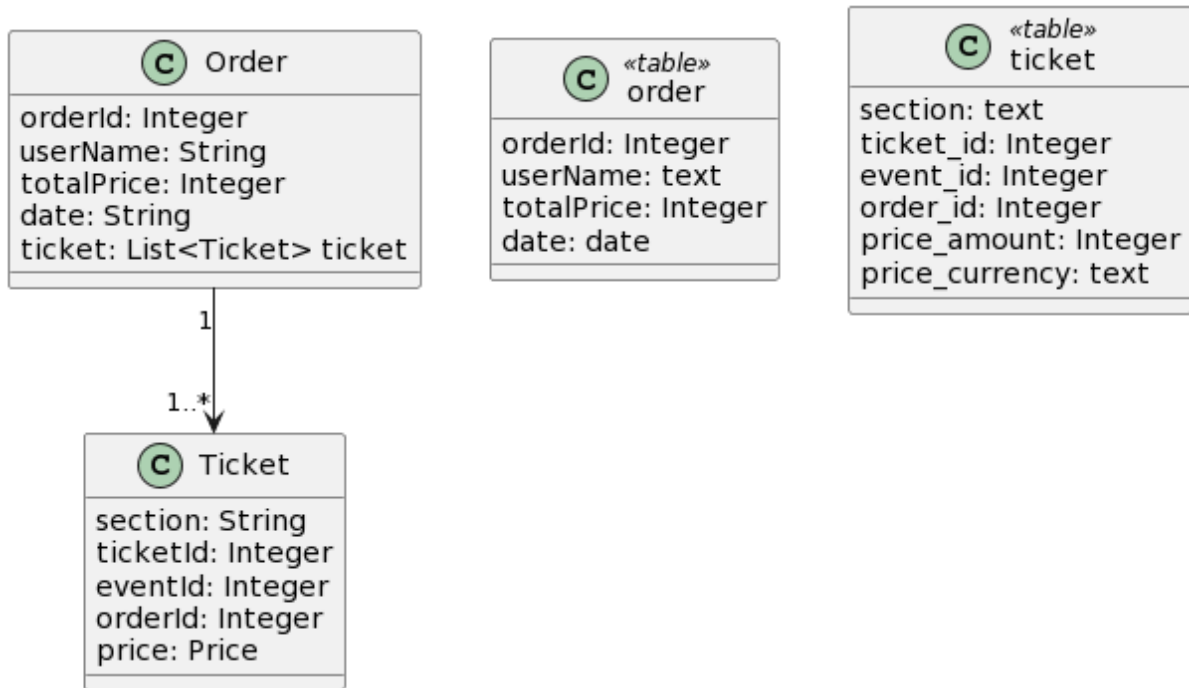 C Order
orderId: Integer
userName: String
totalPrice: Integer
date: String
ticket: List<Ticket> ticket
1
1..*
C Ticket
section: String
ticketId: Integer
eventId: Integer
orderId: Integer
price: Price
C «table»
order
orderId: Integer
userName: text
totalPrice: Integer
date: date
C «table»
ticket
section: text
ticket_id: Integer
event_id: Integer
order_id: Integer
price_amount: Integer
price_currency: text